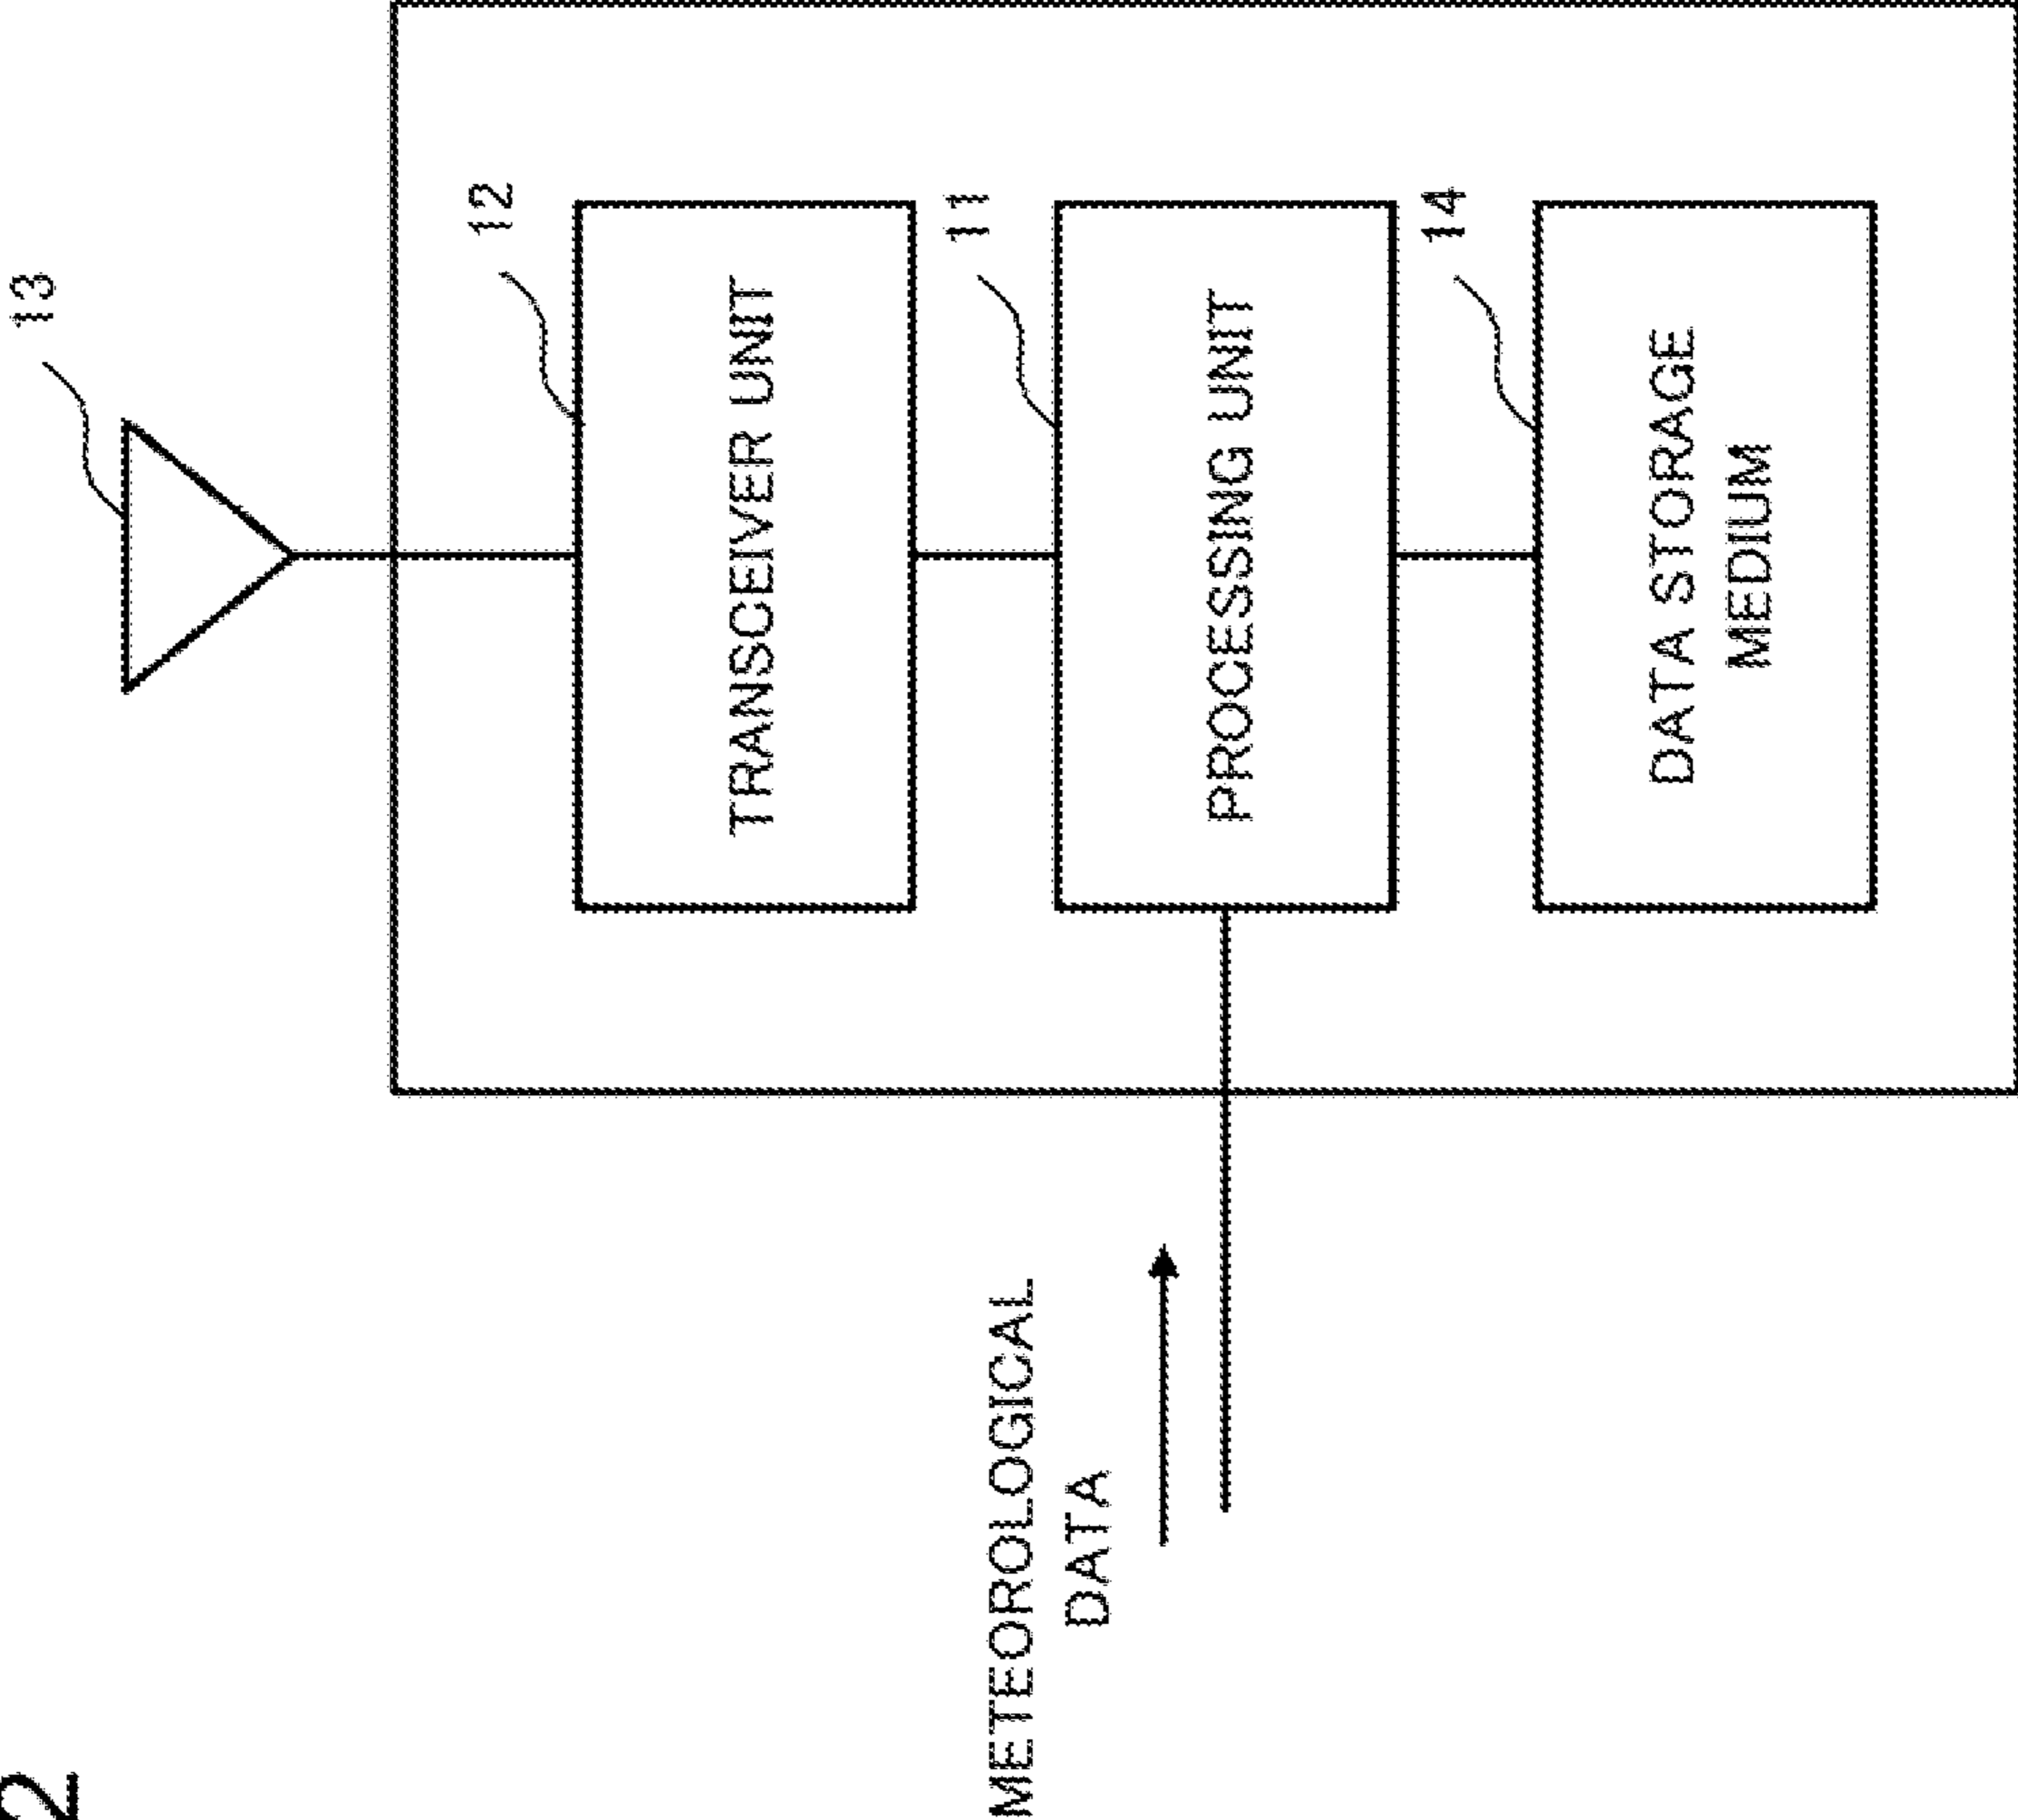 2
13
12
TRANSCEIVER UNIT
11
PROCESSING UNIT
14
DATA STORAGE
MEDIUM
METEOROLOGICAL
DATA